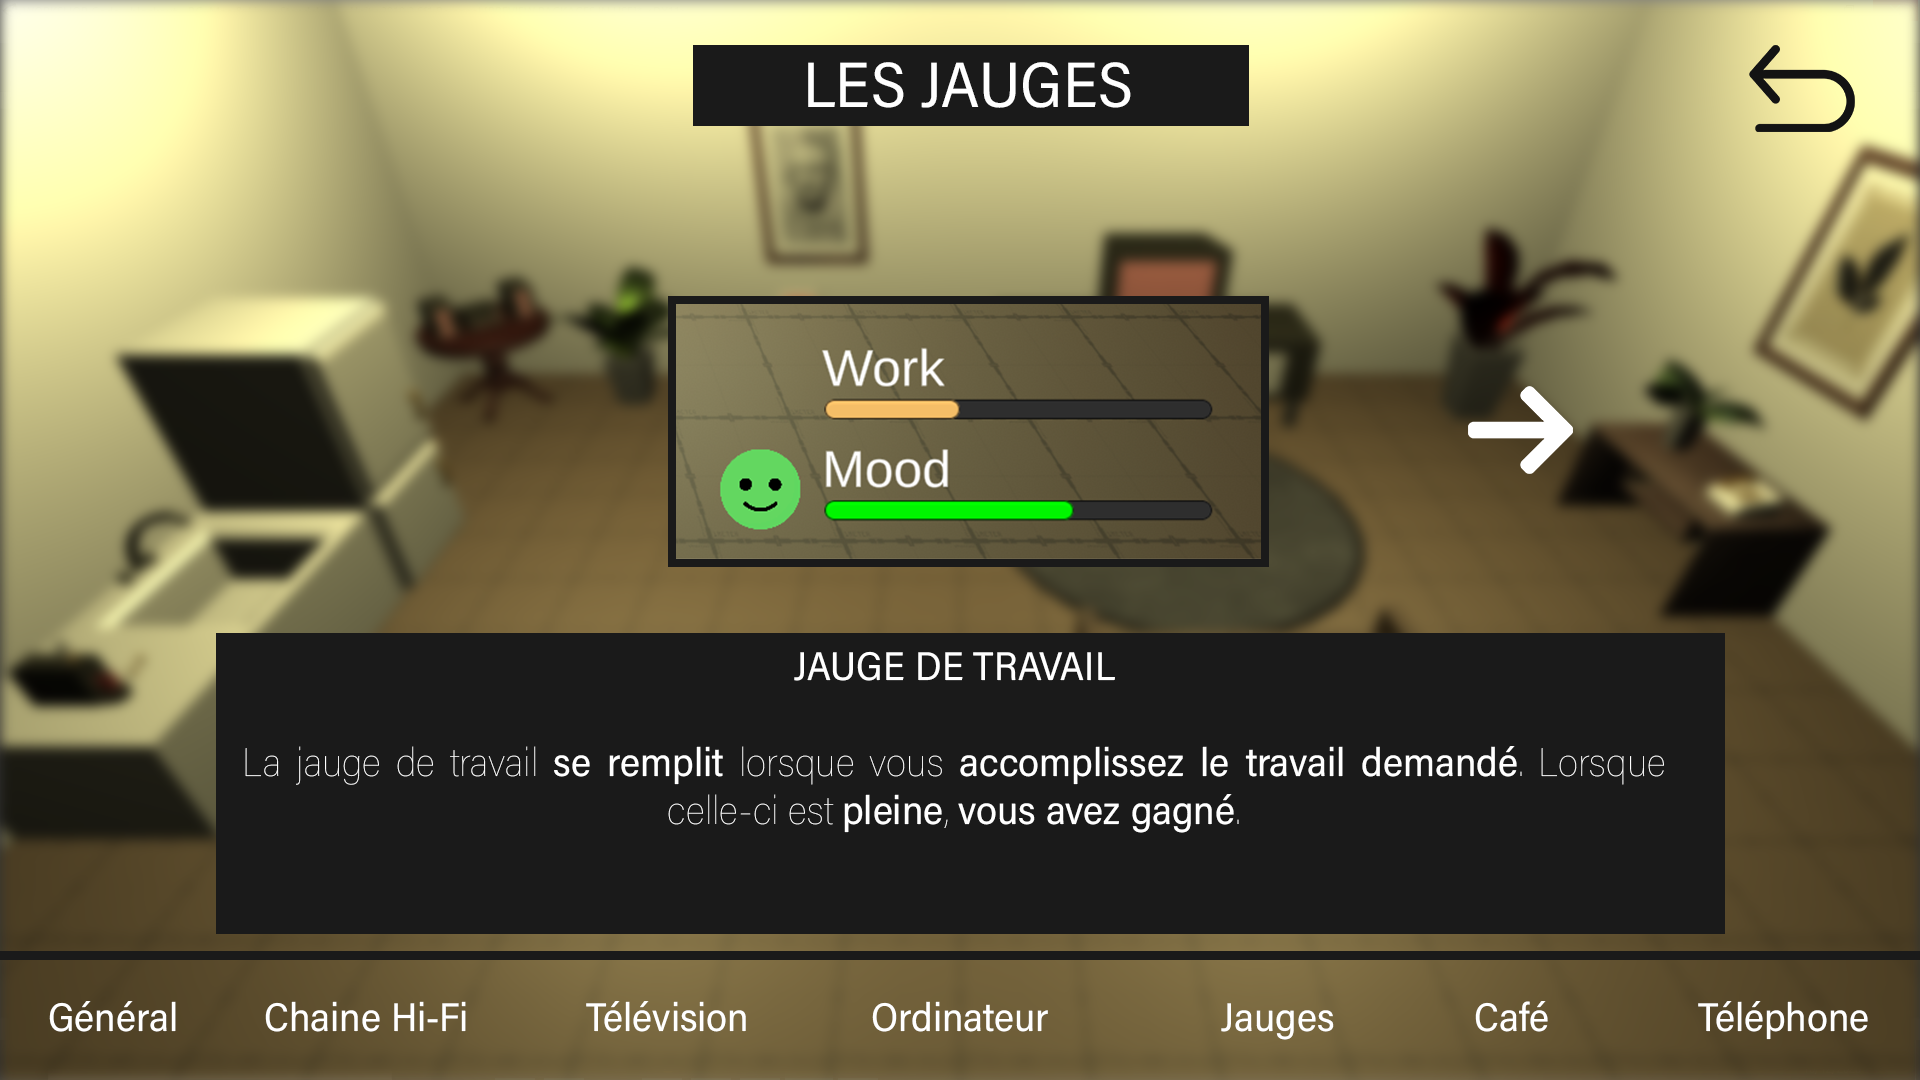 LES JAUGES
Work
Mood
JAUGE DE TRAVAIL
La jauge de travail se remplit lorsque vous accomplissez le travail demandé. Lorsque
celle-ci est pleine, vous avez gagné.
Général Chaine Hi-Fi Télévision Ordinateur Jauges Café Téléphone